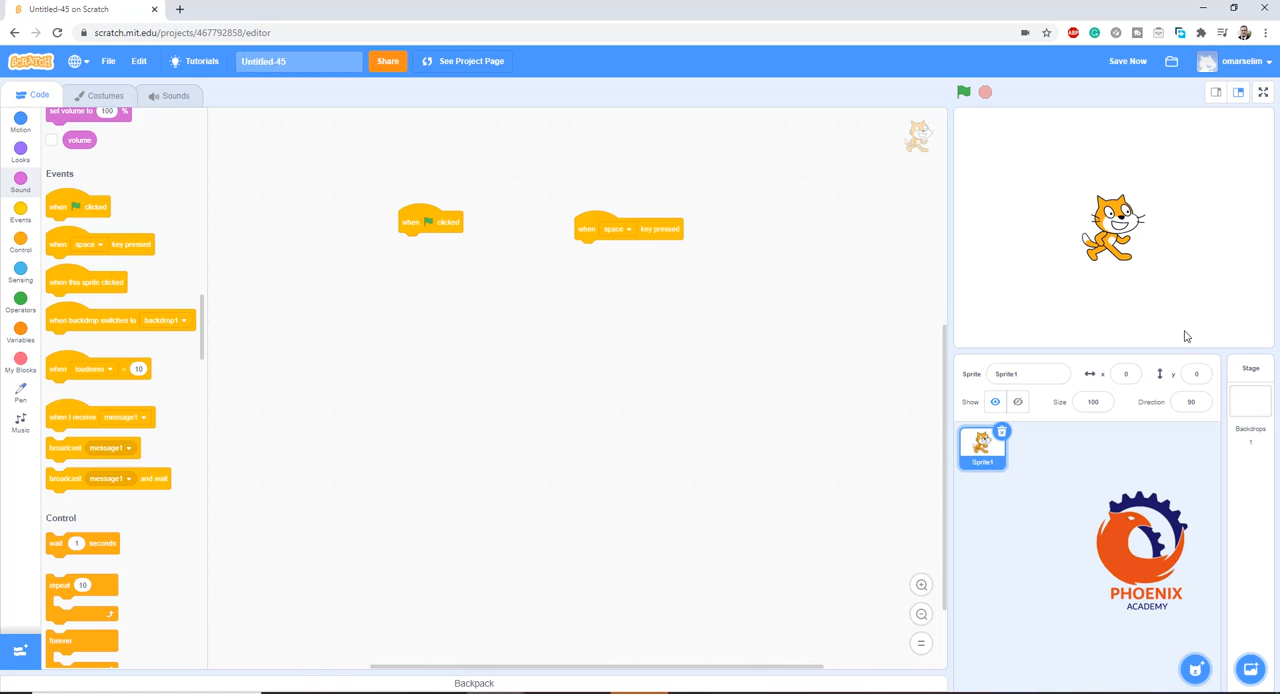 Untitled-45 on Scratch
scratch.mit.edu/projects/467792858/editor
ABP
SCRATCH
File
Edit
Tutorials
Untitled-45
Share
See Project Page
Save Now
omarselim
Code
Costumes
Sounds
Motion
Looks
Sound
Events
Control
Sensing
Operators
Variables
My Blocks
Pen
Music
set volume to 100 %
volume
Events
when clicked
when space key pressed
when this sprite clicked
when backdrop switches to backdrop1
when loudness > 10
when I receive message1
broadcast message1
broadcast message1 and wait
Control
wait 1 seconds
repeat 10
forever
when clicked
when space key pressed
Sprite Sprite1 x 0 y 0
Show Size 100 Direction 90
Sprite1
Stage
Backdrops
1
PHOENIX
ACADEMY
Backpack